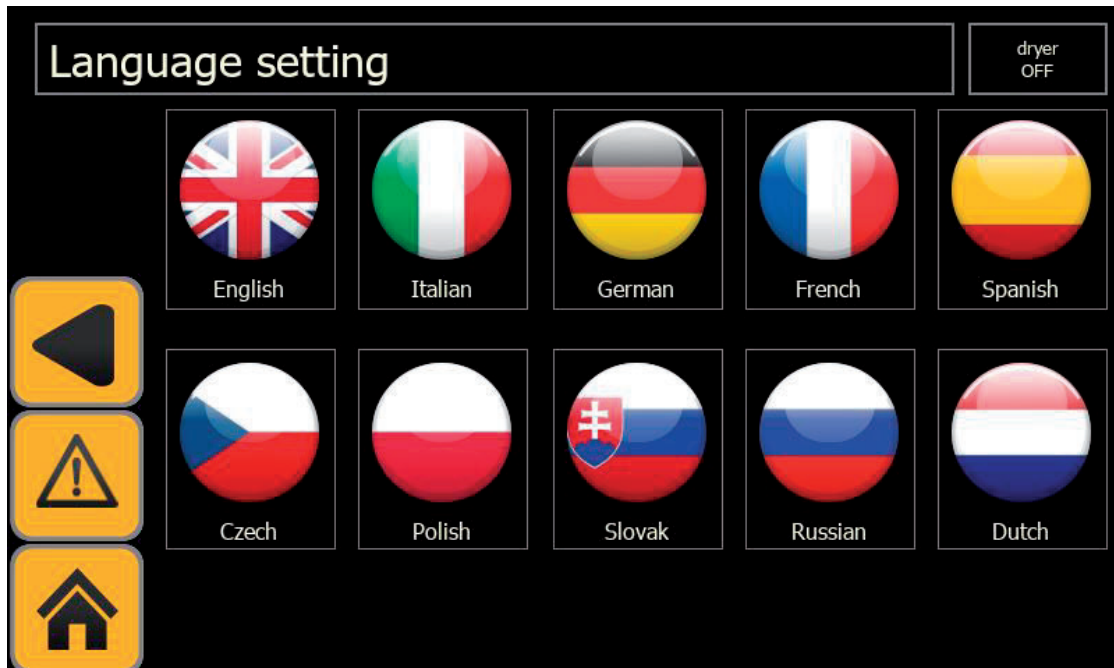 Language setting
dryer
OFF
English
Italian
German
French
Spanish
Czech
Polish
Slovak
Russian
Dutch